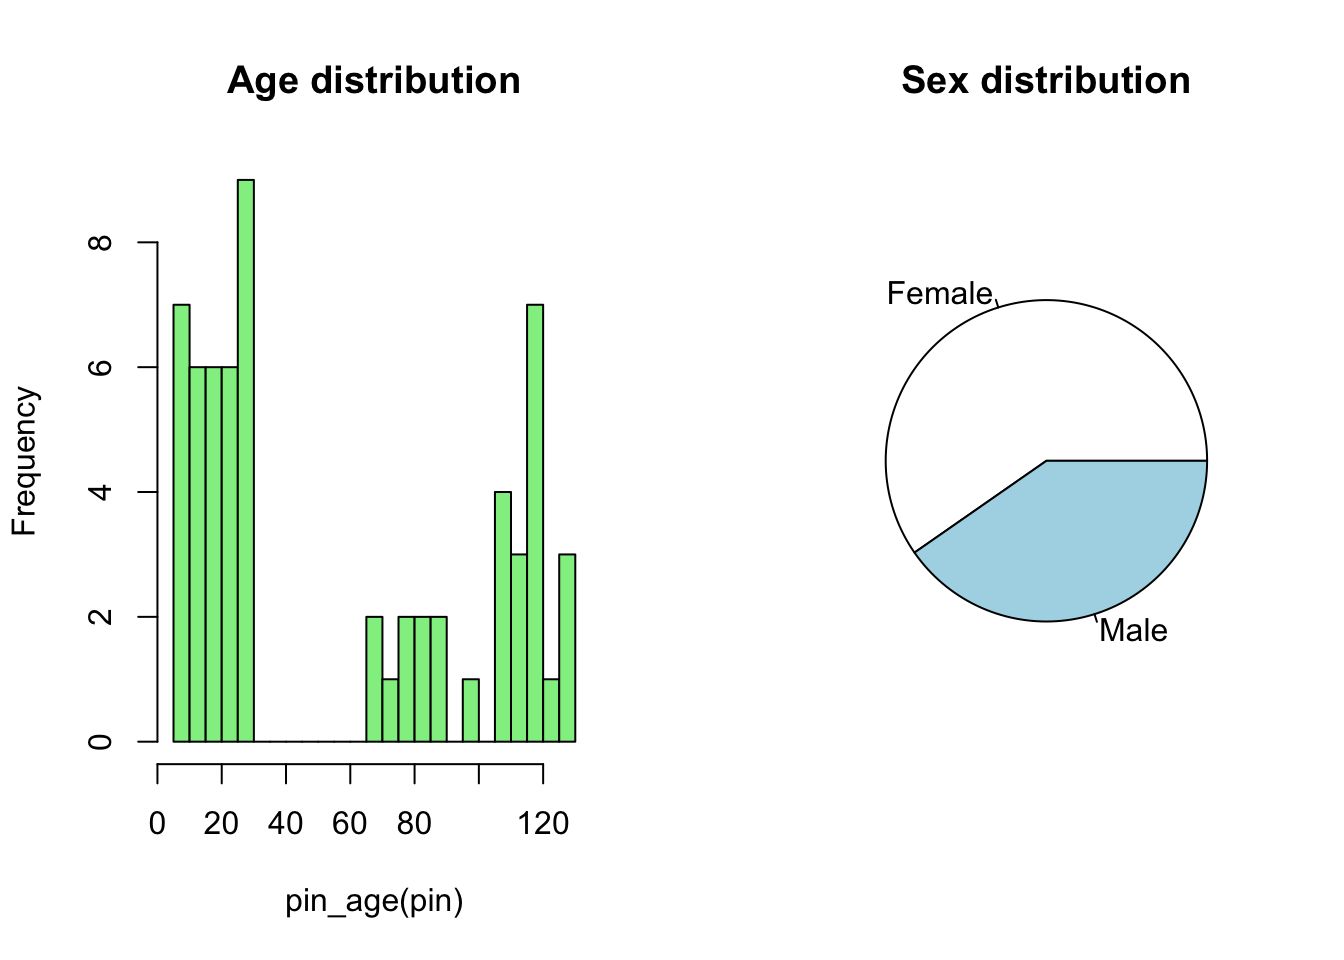 Age distribution
Frequency
8
6
4
2
0
0 20 40 60 80 120
pin_age(pin)
Sex distribution
Female
Male